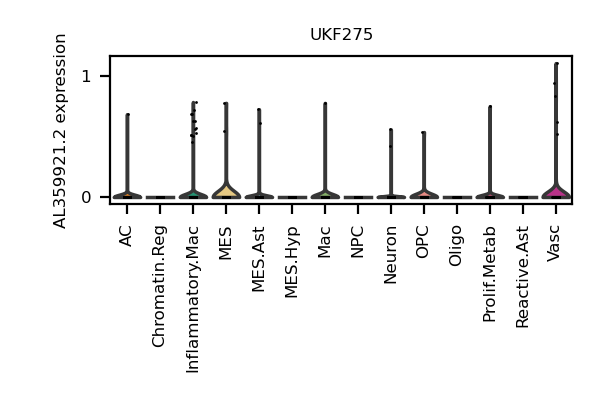 UKF275
AL359921.2 expression
1
0
AC
Chromatin.Reg
Inflammatory.Mac
MES
MES.Ast
MES.Hyp
Mac
NPC
Neuron
OPC
Oligo
Prolif.Metab
Reactive.Ast
Vasc